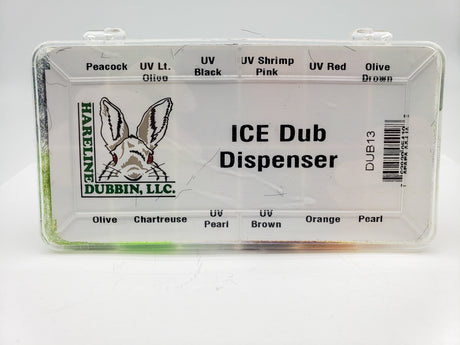 Peacock
UV Lt.
Olive
UV
Black
UV Shrimp
Pink
UV Red
Olive
Brown
HARELINE
DUBBIN, LLC.
ICE Dub
Dispenser
DUB13
Olive
Chartreuse
UV
Pearl
UV
Brown
Orange
Pearl